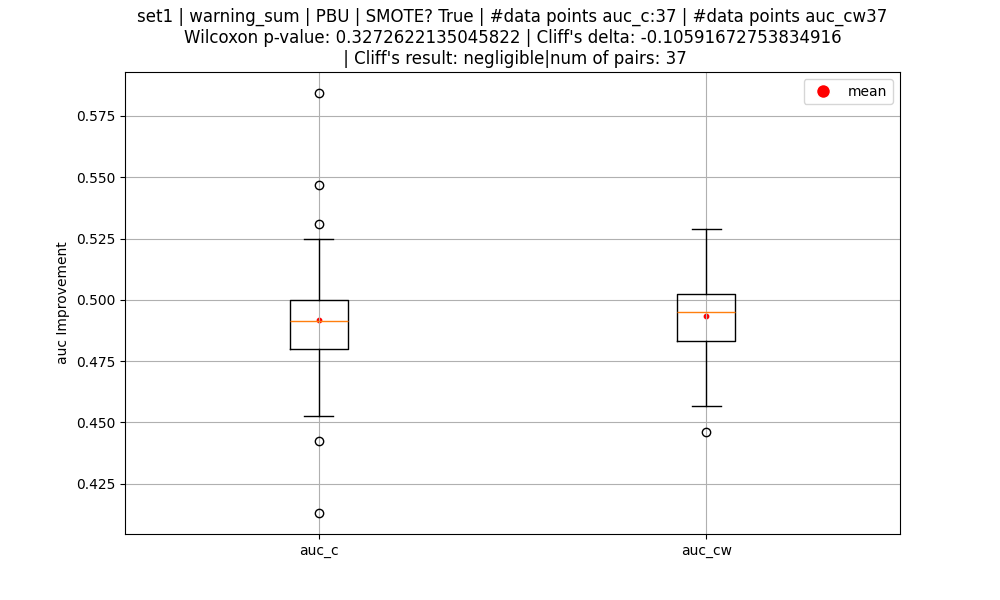 set1 | warning_sum | PBU | SMOTE? True | #data points auc_c:37 | #data points auc_cw37
Wilcoxon p-value: 0.3272622135045822 | Cliff's delta: -0.10591672753834916
| Cliff's result: negligible|num of pairs: 37
mean
0.575
0.550
0.525
0.500
0.475
0.450
0.425
auc Improvement
auc_c
auc_cw